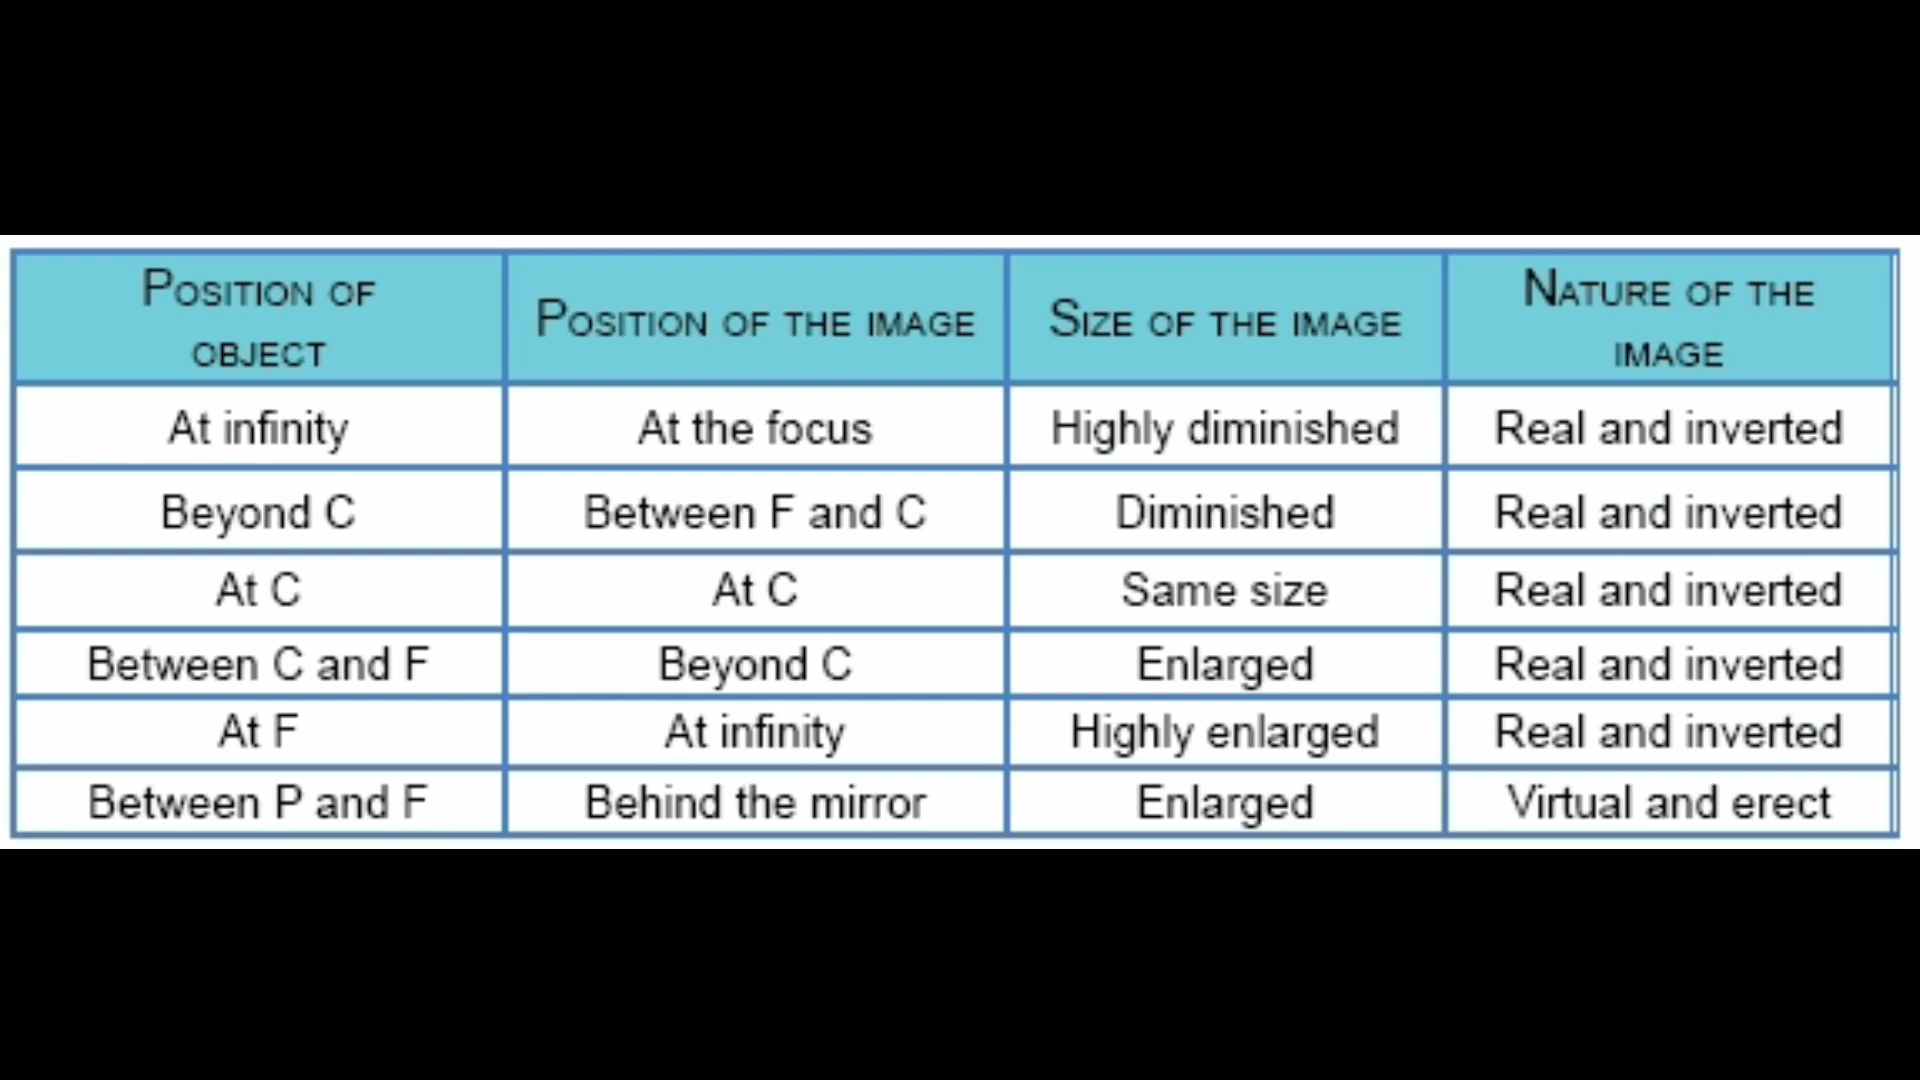 POSITION OF
OBJECT
POSITION OF THE IMAGE
SIZE OF THE IMAGE
NATURE OF THE
IMAGE
At infinity
At the focus
Highly diminished
Real and inverted
Beyond C
Between F and C
Diminished
Real and inverted
At C
At C
Same size
Real and inverted
Between C and F
Beyond C
Enlarged
Real and inverted
At F
At infinity
Highly enlarged
Real and inverted
Between P and F
Behind the mirror
Enlarged
Virtual and erect